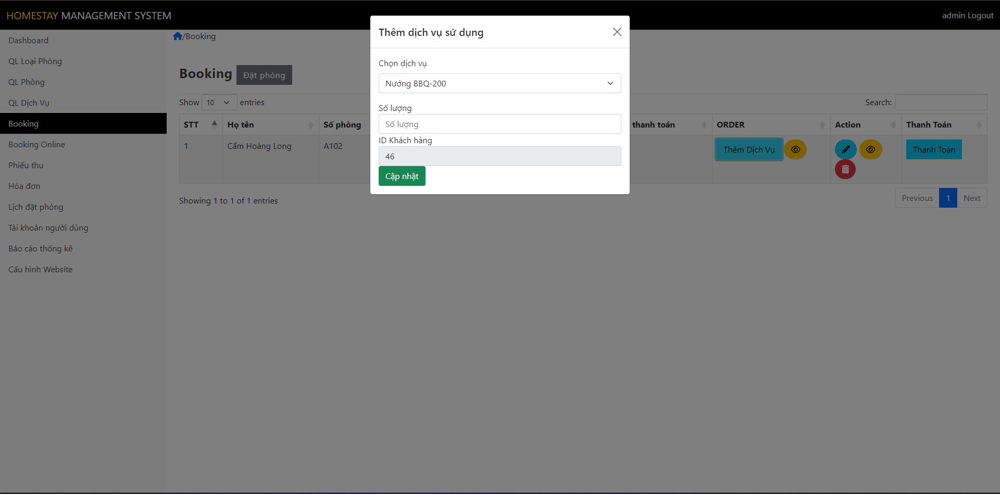 HOMESTAY MANAGEMENT SYSTEM
admin Logout
Dashboard
QL Loại Phòng
QL Phòng
QL Dịch Vụ
Booking
Booking Online
Phiếu thu
Hóa đơn
Lịch đặt phòng
Tài khoản người dùng
Báo cáo thống kê
Cấu hình Website
/Booking
Booking Đặt phòng
Show 10 entries
Search:
STT Họ tên Số phòng thanh toán ORDER Action Thanh Toán
1 Cẩm Hoàng Long A102 Thêm Dịch Vụ Thanh Toán
Showing 1 to 1 of 1 entries
Previous 1 Next
Thêm dịch vụ sử dụng
Chọn dịch vụ
Nướng BBQ-200
Số lượng
Số lượng
ID Khách hàng
46
Cập nhật